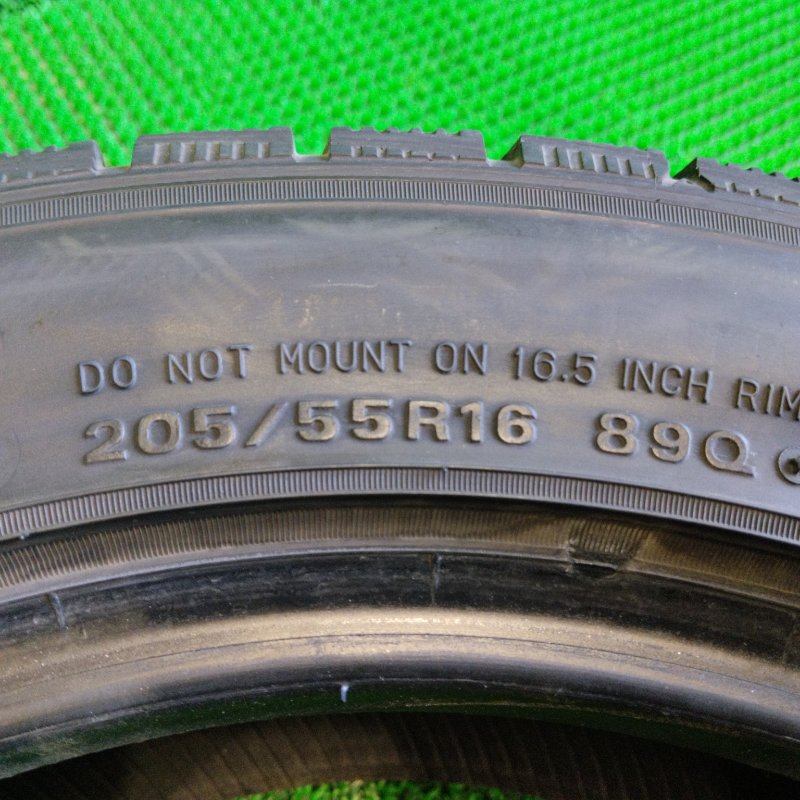 DO NOT MOUNT ON 16.5 INCH RIM
205/55R16 89Q